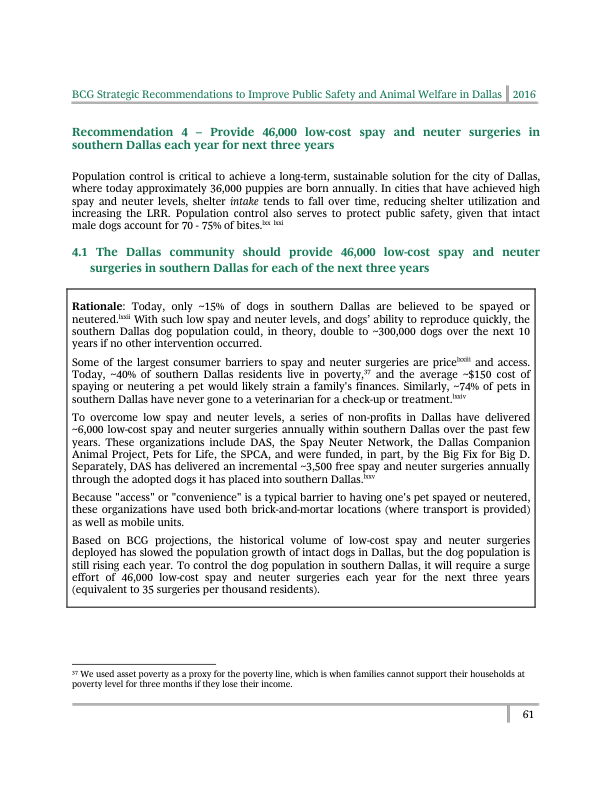 BCG Strategic Recommendations to Improve Public Safety and Animal Welfare in Dallas 2016
Recommendation 4 – Provide 46,000 low-cost spay and neuter surgeries in
southern Dallas each year for next three years
Population control is critical to achieve a long-term, sustainable solution for the city of Dallas,
where today approximately 36,000 puppies are born annually. In cities that have achieved high
spay and neuter levels, shelter intake tends to fall over time, reducing shelter utilization and
increasing the LRR. Population control also serves to protect public safety, given that intact
male dogs account for 70 - 75% of bites.lxx lxxi
4.1 The Dallas community should provide 46,000 low-cost spay and neuter
surgeries in southern Dallas for each of the next three years
Rationale: Today, only ~15% of dogs in southern Dallas are believed to be spayed or
neutered.lxxii With such low spay and neuter levels, and dogs' ability to reproduce quickly, the
southern Dallas dog population could, in theory, double to ~300,000 dogs over the next 10
years if no other intervention occurred.
Some of the largest consumer barriers to spay and neuter surgeries are pricelxxiii and access.
Today, ~40% of southern Dallas residents live in poverty,37 and the average ~$150 cost of
spaying or neutering a pet would likely strain a family's finances. Similarly, ~74% of pets in
southern Dallas have never gone to a veterinarian for a check-up or treatment.lxxiv
To overcome low spay and neuter levels, a series of non-profits in Dallas have delivered
~6,000 low-cost spay and neuter surgeries annually within southern Dallas over the past few
years. These organizations include DAS, the Spay Neuter Network, the Dallas Companion
Animal Project, Pets for Life, the SPCA, and were funded, in part, by the Big Fix for Big D.
Separately, DAS has delivered an incremental ~3,500 free spay and neuter surgeries annually
through the adopted dogs it has placed into southern Dallas.lxxv
Because "access" or "convenience" is a typical barrier to having one's pet spayed or neutered,
these organizations have used both brick-and-mortar locations (where transport is provided)
as well as mobile units.
Based on BCG projections, the historical volume of low-cost spay and neuter surgeries
deployed has slowed the population growth of intact dogs in Dallas, but the dog population is
still rising each year. To control the dog population in southern Dallas, it will require a surge
effort of 46,000 low-cost spay and neuter surgeries each year for the next three years
(equivalent to 35 surgeries per thousand residents).
37 We used asset poverty as a proxy for the poverty line, which is when families cannot support their households at
poverty level for three months if they lose their income.
61